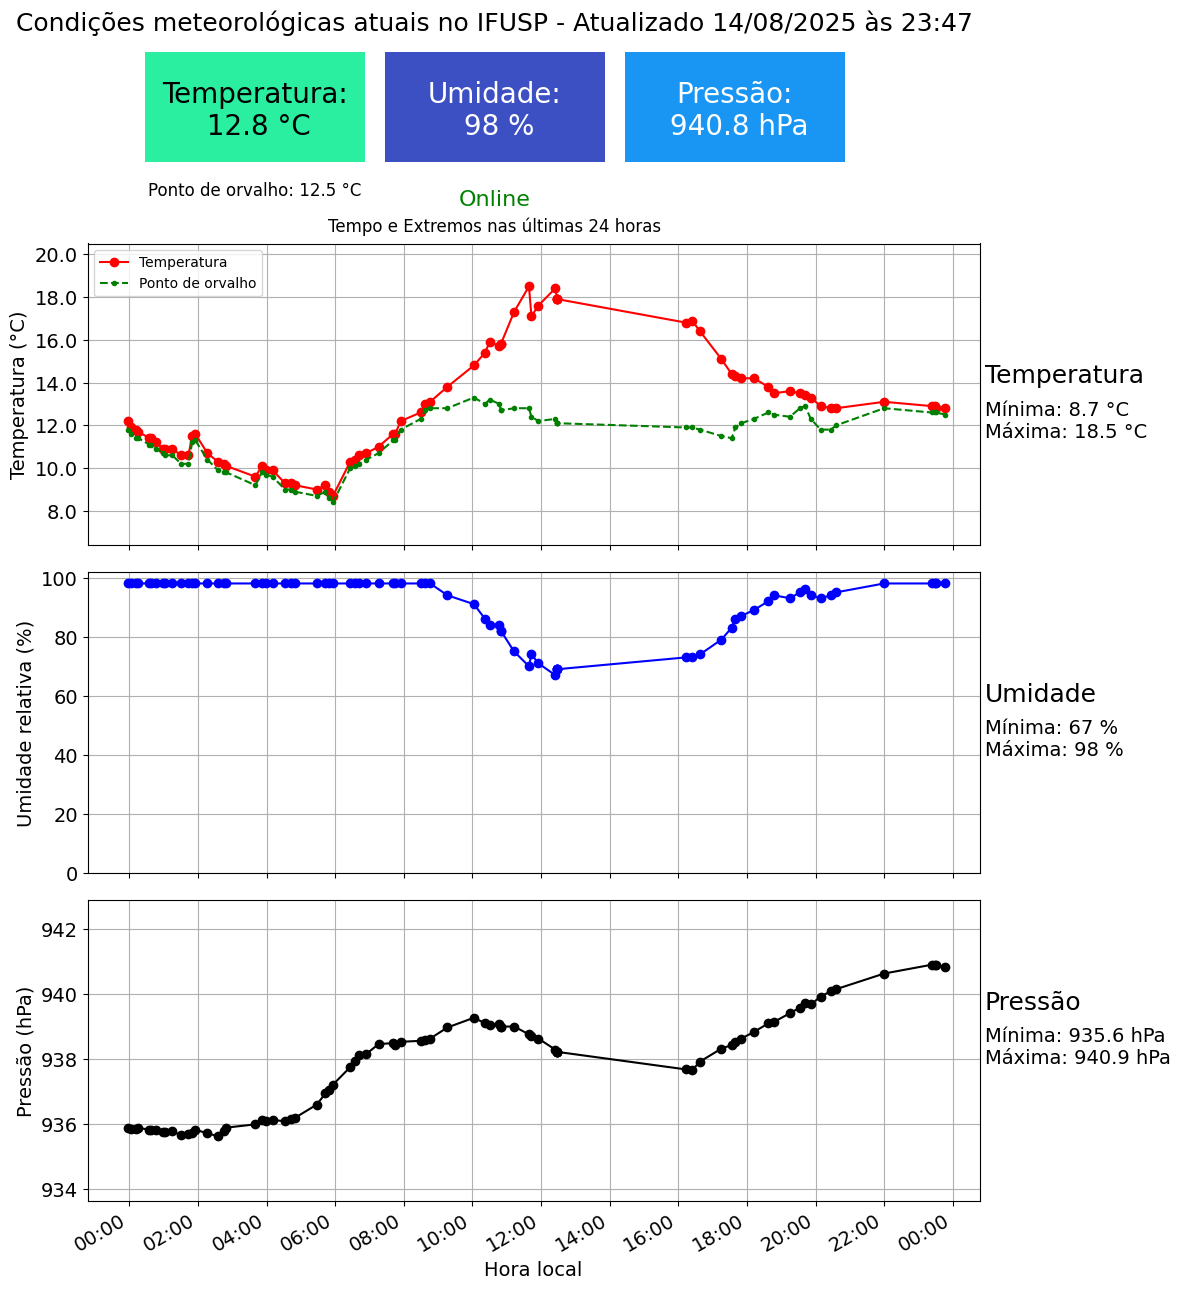 Condições meteorológicas atuais no IFUSP - Atualizado 14/08/2025 às 23:47
Temperatura:
12.8 °C
Umidade:
98 %
Pressão:
940.8 hPa
Ponto de orvalho: 12.5 °C
Online
Tempo e Extremos nas últimas 24 horas
Temperatura
Ponto de orvalho
Temperatura (°C)
20.0
18.0
16.0
14.0
12.0
10.0
8.0
Temperatura
Mínima: 8.7 °C
Máxima: 18.5 °C
Umidade relativa (%)
100
80
60
40
20
0
Umidade
Mínima: 67 %
Máxima: 98 %
Pressão (hPa)
942
940
938
936
934
Pressão
Mínima: 935.6 hPa
Máxima: 940.9 hPa
00:00 02:00 04:00 06:00 08:00 10:00 12:00 14:00 16:00 18:00 20:00 22:00 00:00
Hora local